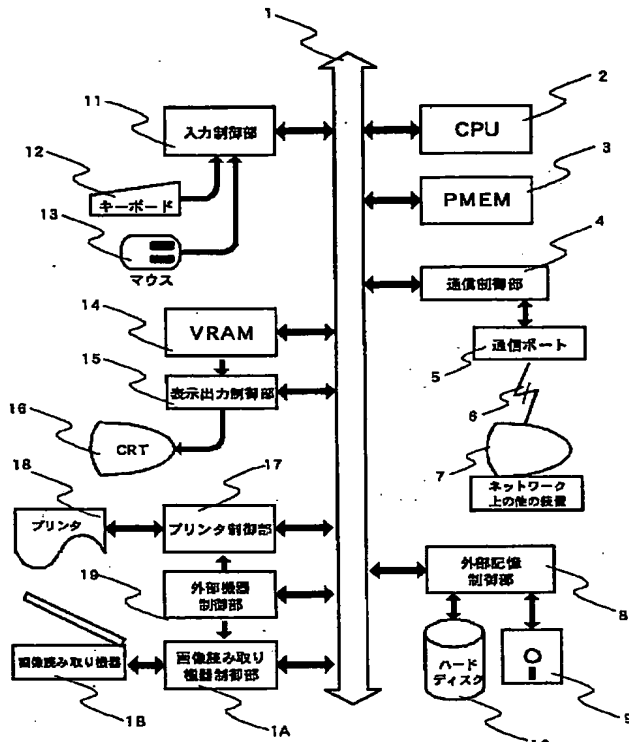 1
11
入力制御部
2
CPU
12
キーボード
3
PMEM
13
マウス
4
通信制御部
14
VRAM
5
通信ポート
15
表示出力制御部
6
16
CRT
7
ネットワーク
上の他の装置
18
プリンタ
17
プリンタ制御部
19
外部機器
制御部
8
外部記憶
制御部
画像読み取り機器
1B
画像読み取り
機器制御部
1A
ハード
ディスク
9